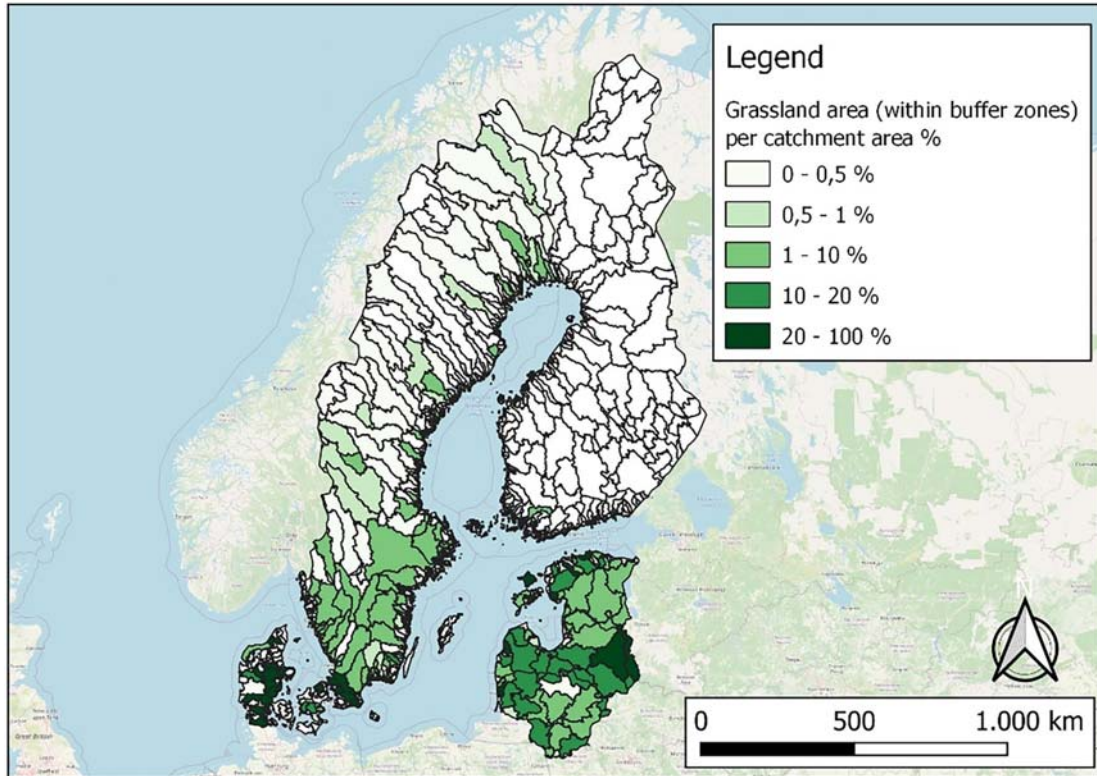 Legend
Grassland area (within buffer zones)
per catchment area %
0 - 0,5 %
0,5 - 1 %
1 - 10 %
10 - 20 %
20 - 100 %
0 500 1.000 km